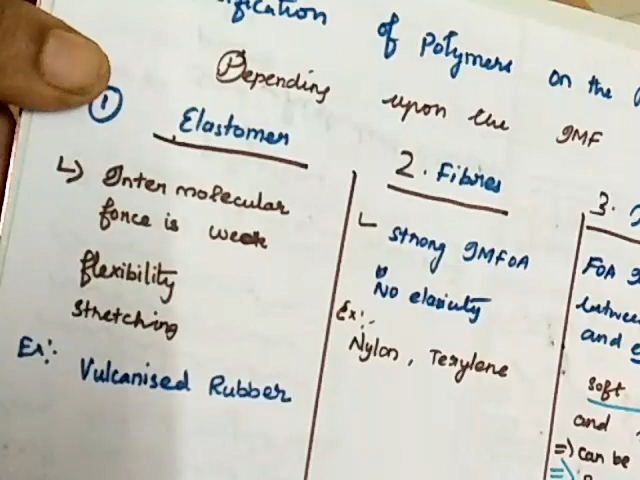 of Polymers on the
Depending upon the IMF
1
Elastomer
↳ Inter molecular
force is weak
flexibility
stretching
Ex:- Vulcanised Rubber
2. Fibres
strong IMFOA
No elasticity
Ex:-
Nylon, Terylene
3.
FOA
between
and
soft
and
=> can be
=>